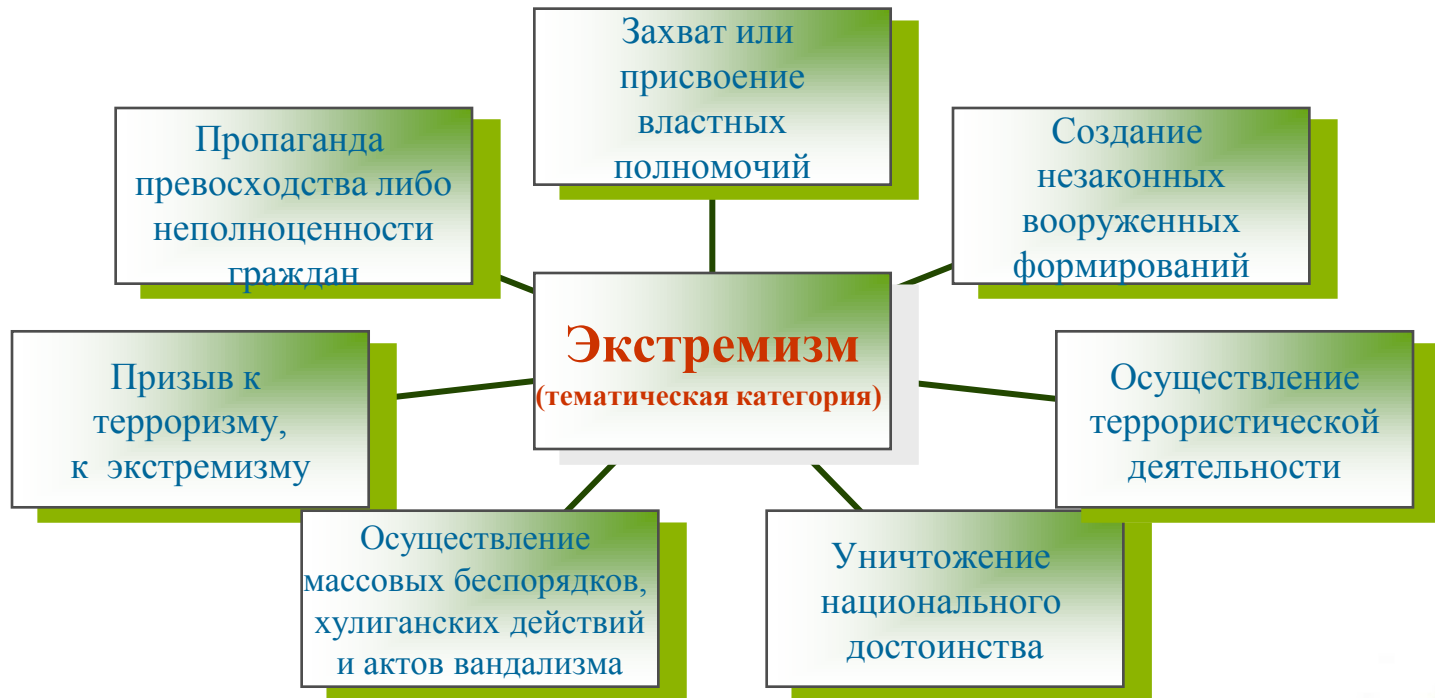 Захват или
присвоение
властных
полномочий
Пропаганда
превосходства либо
неполноценности
граждан
Создание
незаконных
вооруженных
формирований
Экстремизм
(тематическая категория)
Призыв к
терроризму,
к экстремизму
Осуществление
террористической
деятельности
Осуществление
массовых беспорядков,
хулиганских действий
и актов вандализма
Уничтожение
национального
достоинства